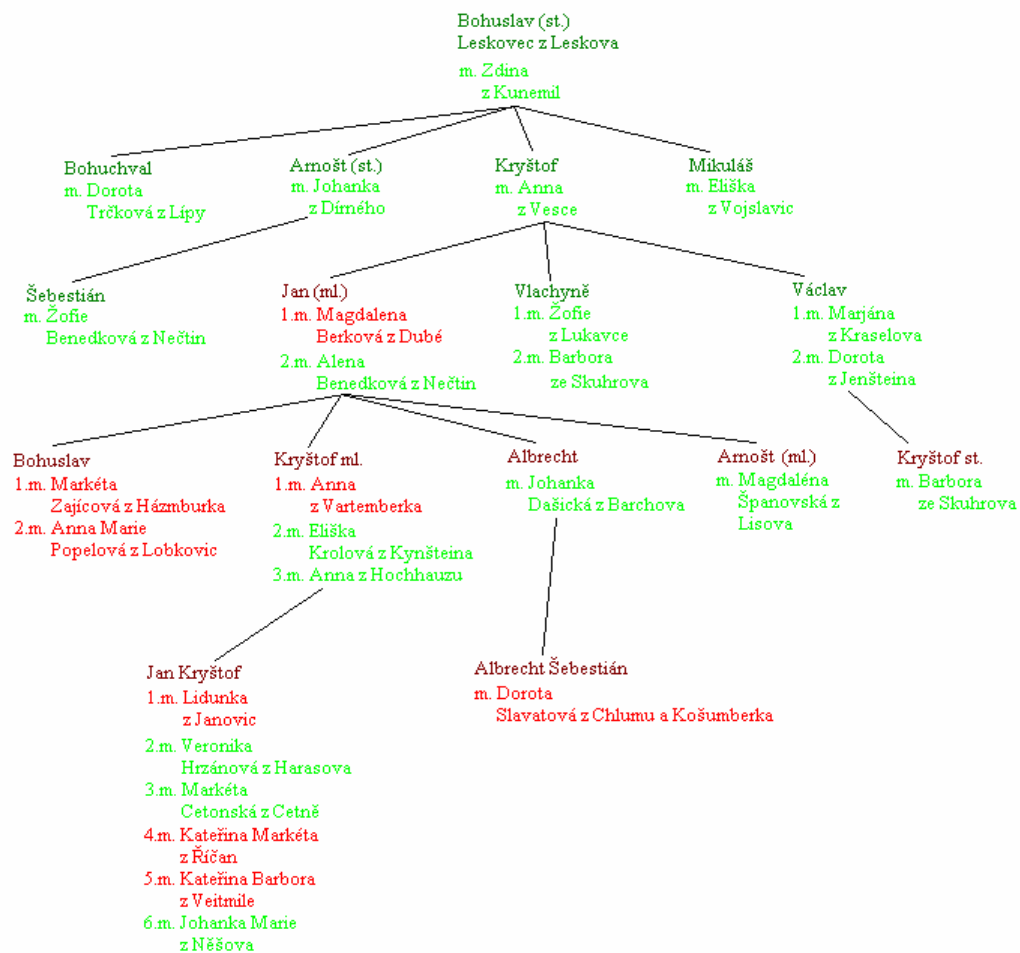 Bohuslav (st.)
Leskovec z Leskova
m. Zdina
z Kunemil
Bohuchval
m. Dorota
Trčková z Lípy
Arnošt (st.)
m. Johanka
z Dírného
Kryštof
m. Anna
z Vesce
Mikuláš
m. Eliška
z Vojslavic
Šebestián
m. Žofie
Benedková z Nečtin
Jan (ml.)
1.m. Magdalena
Berková z Dubé
2.m. Alena
Benedková z Nečtin
Vlachyně
1.m. Žofie
z Lukavce
2.m. Barbora
ze Skuhrova
Václav
1.m. Marjána
z Kraselova
2.m. Dorota
z Jenšteina
Bohuslav
1.m. Markéta
Zajícová z Házmburka
2.m. Anna Marie
Popelová z Lobkovic
Kryštof ml.
1.m. Anna
z Vartemberka
2.m. Eliška
Krolová z Kynšteina
3.m. Anna z Hochhauzu
Albrecht
m. Johanka
Dašická z Barchova
Arnošt (ml.)
m. Magdaléna
Španovská z
Lisova
Kryštof st.
m. Barbora
ze Skuhrova
Jan Kryštof
1.m. Lidunka
z Janovic
2.m. Veronika
Hrzánová z Harasova
3.m. Markéta
Cetonská z Cetně
4.m. Kateřina Markéta
z Říčan
5.m. Kateřina Barbora
z Veitmile
6.m. Johanka Marie
z Něšova
Albrecht Šebestián
m. Dorota
Slavatová z Chlumu a Košumberka